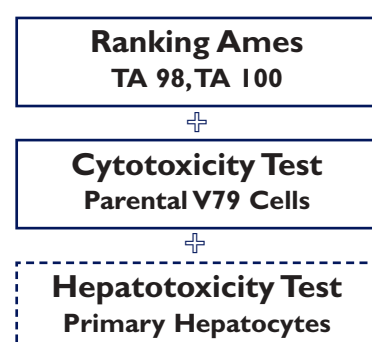 Ranking Ames
TA 98, TA 100
+
Cytotoxicity Test
Parental V79 Cells
+
Hepatotoxicity Test
Primary Hepatocytes